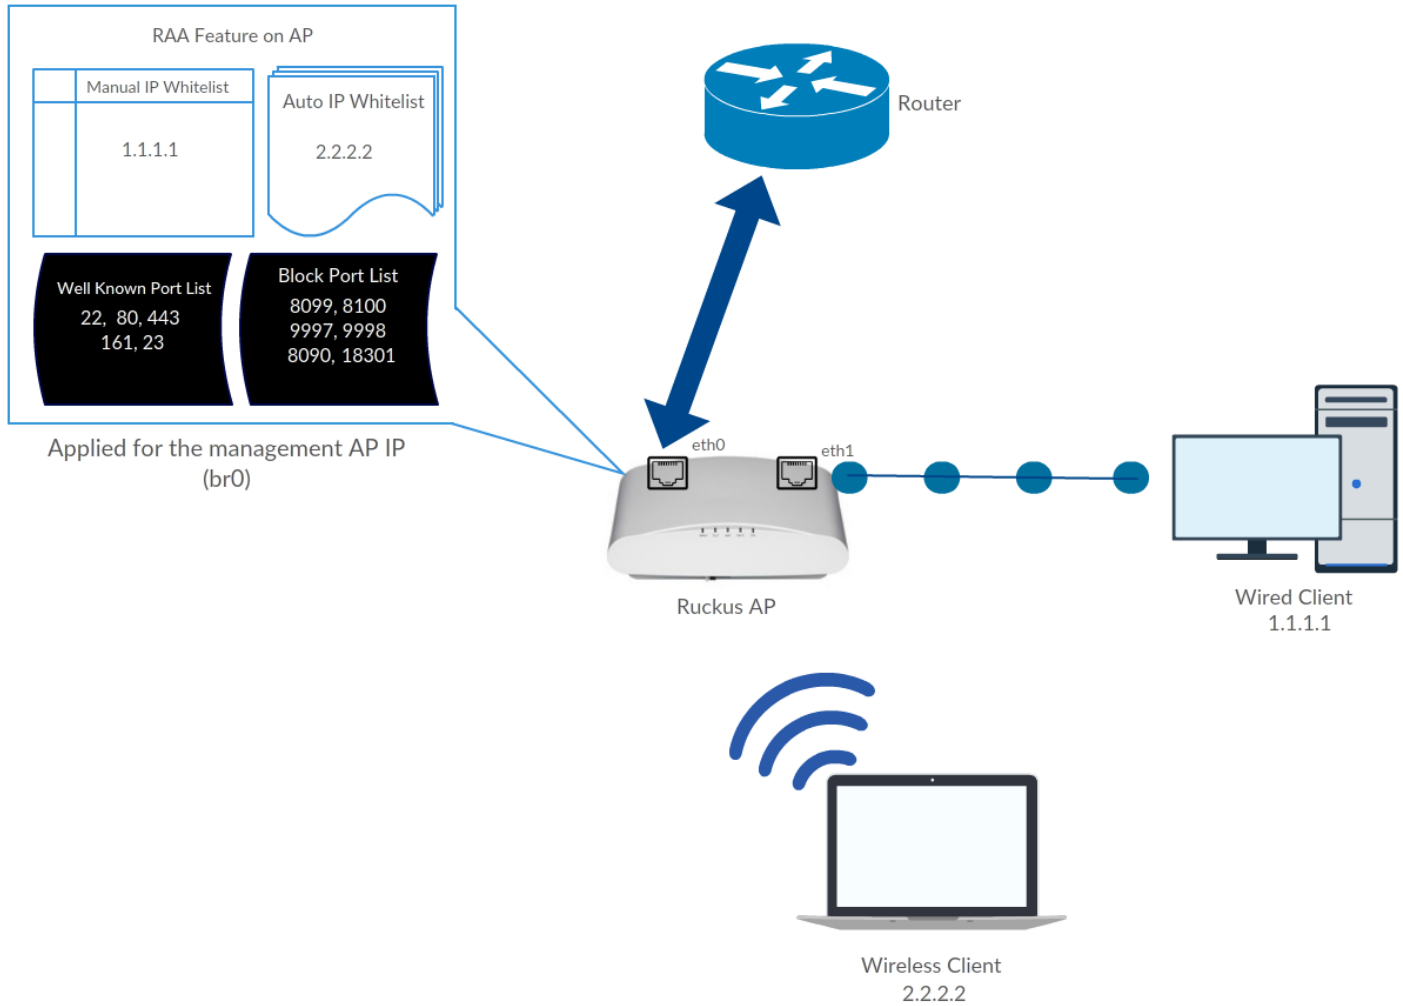 RAA Feature on AP
Manual IP Whitelist
1.1.1.1
Auto IP Whitelist
2.2.2.2
Well Known Port List
22,  80, 443
161, 23
Block Port List
8099, 8100
9997, 9998
8090, 18301
Applied for the management AP IP
(br0)
Router
eth0
eth1
Ruckus AP
Wired Client
1.1.1.1
Wireless Client
2.2.2.2